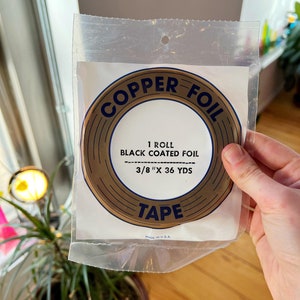 COPPER FOIL
1 ROLL
BLACK COATED FOIL
3/8" X 36 YDS
TAPE